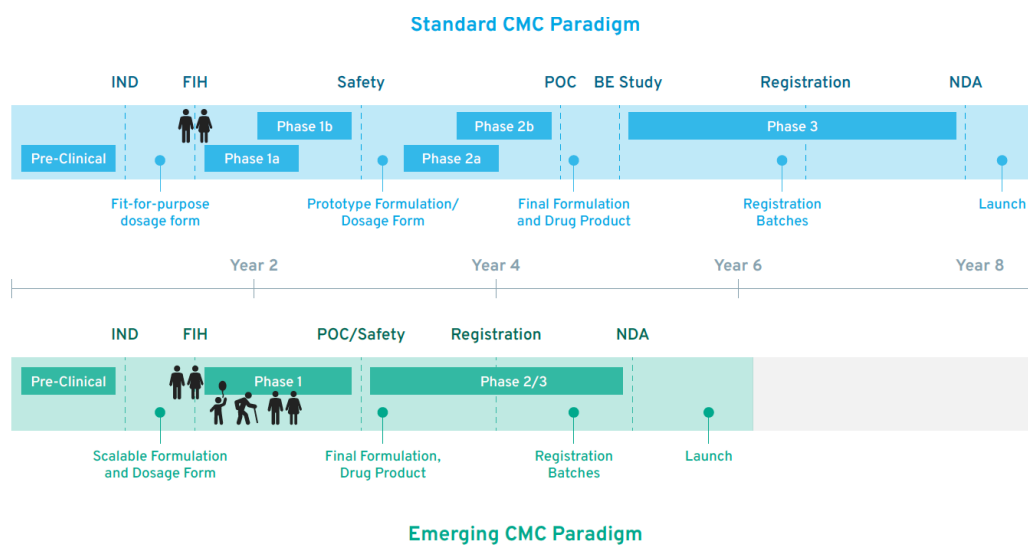 Standard CMC Paradigm
IND FIH Safety POC BE Study Registration NDA
Phase 1b Phase 2b Phase 3
Pre-Clinical Phase 1a Phase 2a
Fit-for-purpose
dosage form
Prototype Formulation/
Dosage Form
Final Formulation
and Drug Product
Registration
Batches
Launch
Year 2 Year 4 Year 6 Year 8
IND FIH POC/Safety Registration NDA
Pre-Clinical Phase 1 Phase 2/3
Scalable Formulation
and Dosage Form
Final Formulation,
Drug Product
Registration
Batches
Launch
Emerging CMC Paradigm